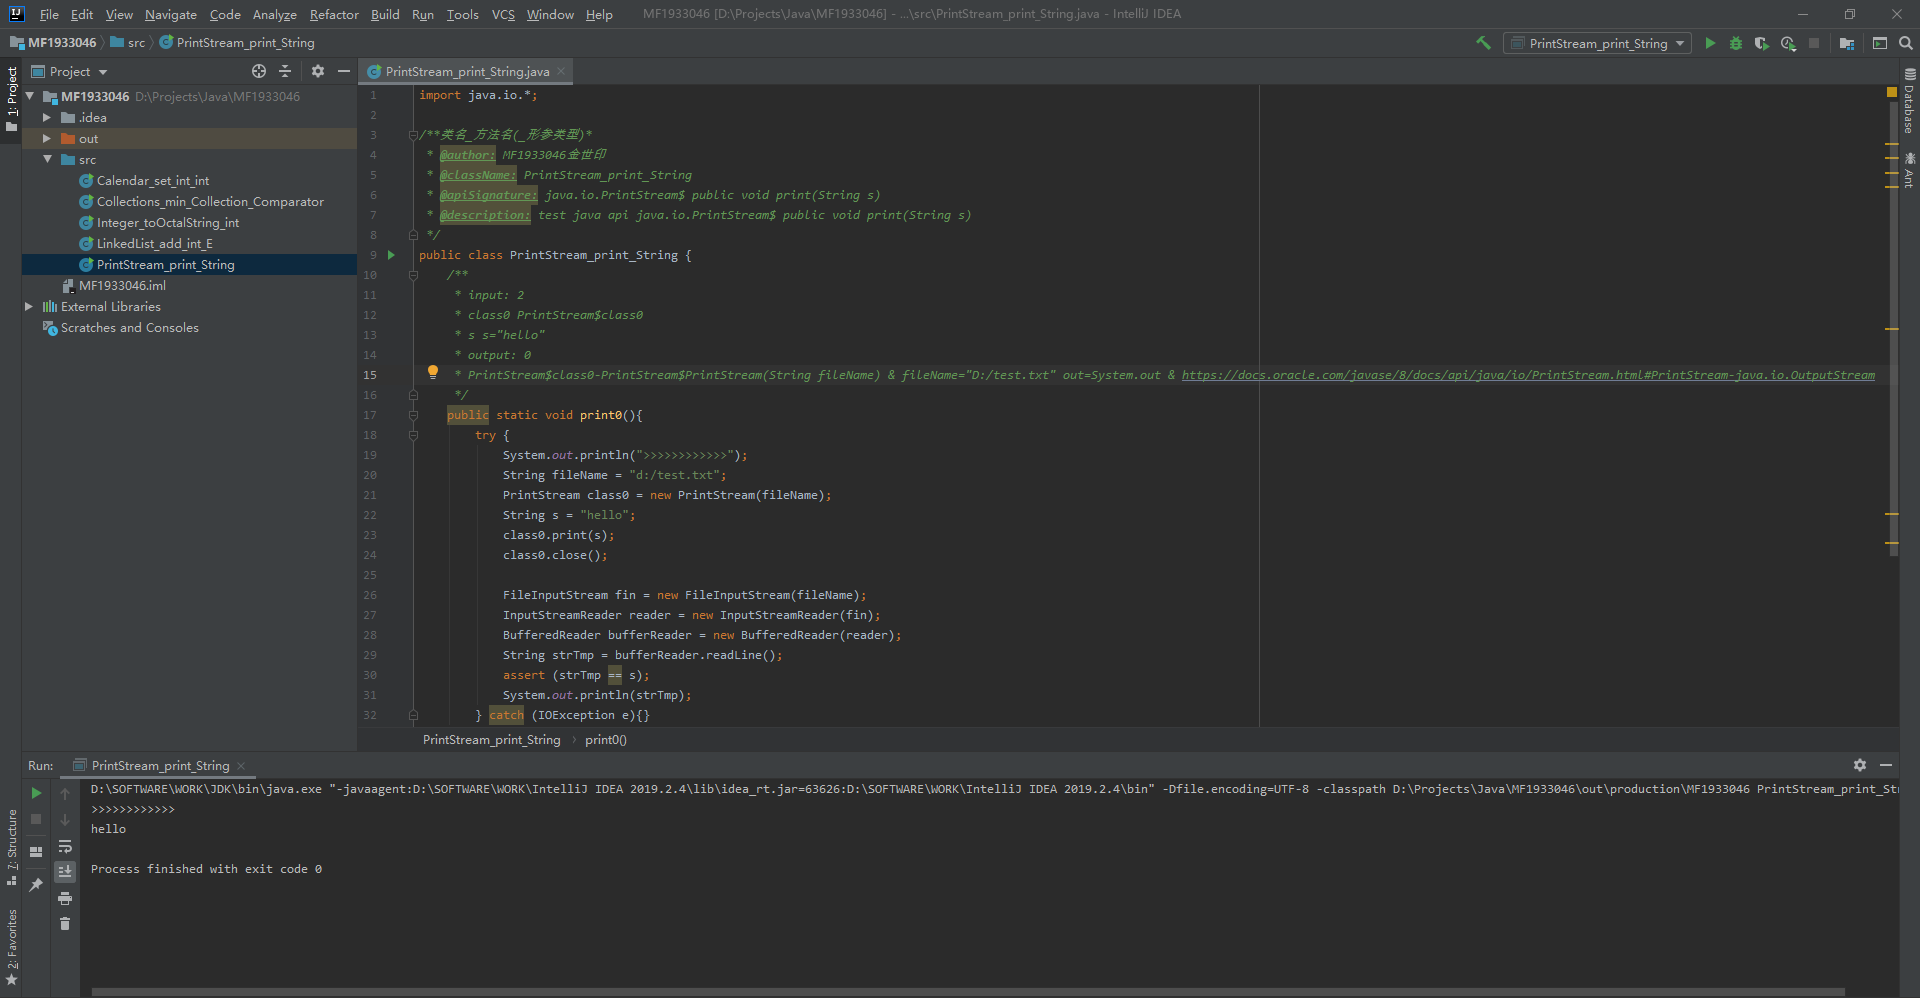 File Edit View Navigate Code Analyze Refactor Build Run Tools VCS Window Help MF1933046 [D:\Projects\Java\MF1933046] - ...\src\PrintStream_print_String.java - IntelliJ IDEA
MF1933046 src PrintStream_print_String
PrintStream_print_String
1: Project
Project
MF1933046 D:\Projects\Java\MF1933046
.idea
out
src
Calendar_set_int_int
Collections_min_Collection_Comparator
Integer_toOctalString_int
LinkedList_add_int_E
PrintStream_print_String
MF1933046.iml
External Libraries
Scratches and Consoles
PrintStream_print_String.java
1 import java.io.*;
2
3 /**类名_方法名(_形参类型)*
4 * @author: MF1933046金世印
5 * @className: PrintStream_print_String
6 * @apiSignature: java.io.PrintStream$ public void print(String s)
7 * @description: test java api java.io.PrintStream$ public void print(String s)
8 */
9 public class PrintStream_print_String {
10 /**
11 * input: 2
12 * class0 PrintStream$class0
13 * s s="hello"
14 * output: 0
15 * PrintStream$class0-PrintStream$PrintStream(String fileName) & fileName="D:/test.txt" out=System.out & https://docs.oracle.com/javase/8/docs/api/java/io/PrintStream.html#PrintStream-java.io.OutputStream
16 */
17 public static void print0(){
18 try {
19 System.out.println(">>>>>>>>>>>>");
20 String fileName = "d:/test.txt";
21 PrintStream class0 = new PrintStream(fileName);
22 String s = "hello";
23 class0.print(s);
24 class0.close();
25
26 FileInputStream fin = new FileInputStream(fileName);
27 InputStreamReader reader = new InputStreamReader(fin);
28 BufferedReader bufferReader = new BufferedReader(reader);
29 String strTmp = bufferReader.readLine();
30 assert (strTmp == s);
31 System.out.println(strTmp);
32 } catch (IOException e){}
PrintStream_print_String print0()
Database
Ant
Run: PrintStream_print_String
D:\SOFTWARE\WORK\JDK\bin\java.exe "-javaagent:D:\SOFTWARE\WORK\IntelliJ IDEA 2019.2.4\lib\idea_rt.jar=63626:D:\SOFTWARE\WORK\IntelliJ IDEA 2019.2.4\bin" -Dfile.encoding=UTF-8 -classpath D:\Projects\Java\MF1933046\out\production\MF1933046 PrintStream_print_Str
>>>>>>>>>>>>
hello
Process finished with exit code 0
7: Structure
2: Favorites